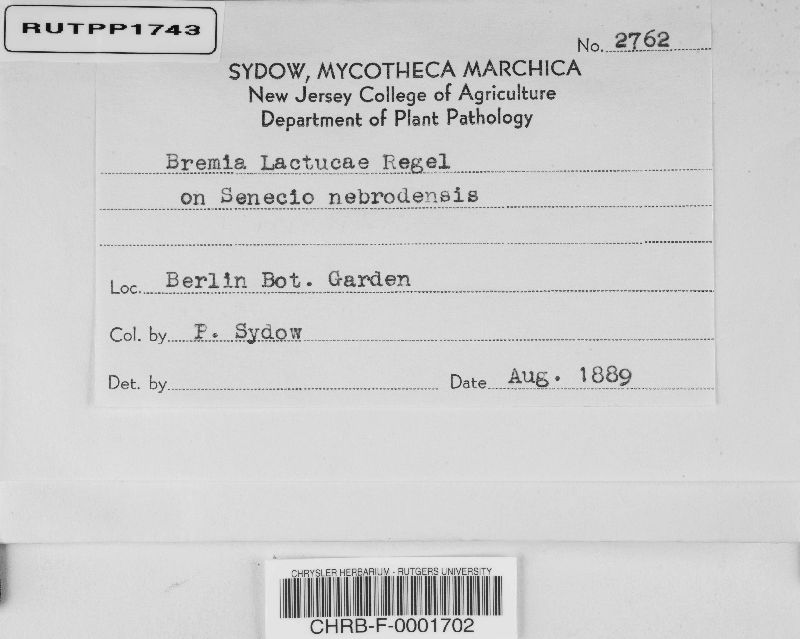 RUTPP1743
No. 2762
SYDOW, MYCOTHECA MARCHICA
New Jersey College of Agriculture
Department of Plant Pathology
Bremia Lactucae Regel
on Senecio nebrodensis
Loc. Berlin Bot. Garden
Col. by P. Sydow
Det. by Date Aug. 1889
CHRYSLER HERBARIUM - RUTGERS UNIVERSITY
CHRB-F-0001702